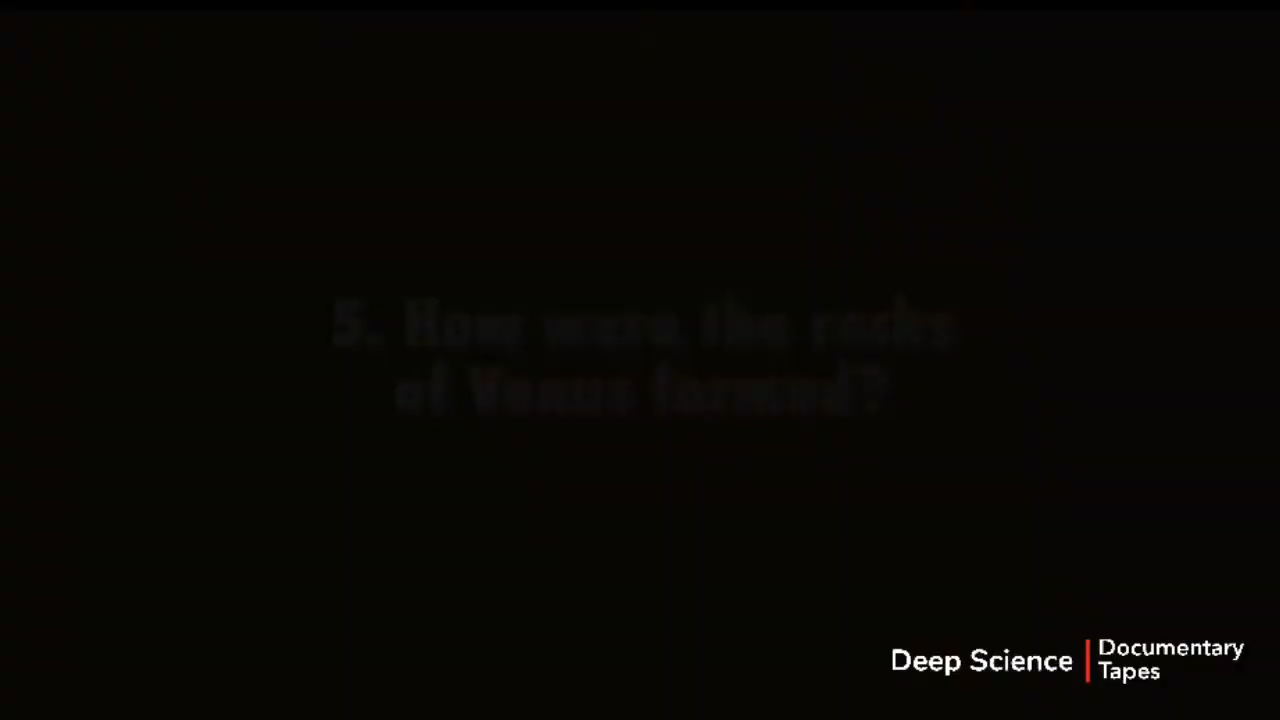 5. How were the rocks
of Venus formed?
Deep Science
Documentary
Tapes